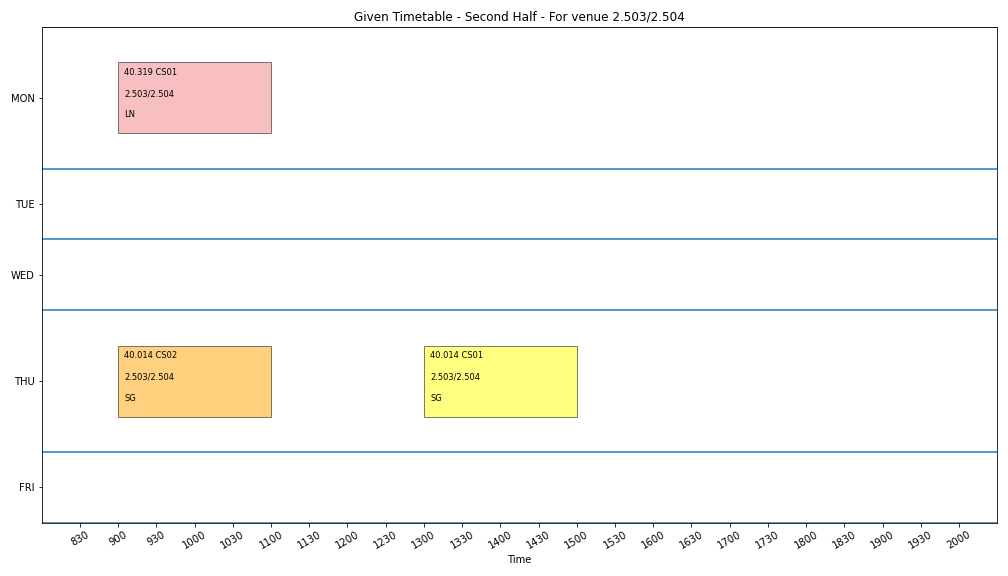 Given Timetable - Second Half - For venue 2.503/2.504
MON
40.319 CS01
2.503/2.504
LN
TUE
WED
THU
40.014 CS02
2.503/2.504
SG
40.014 CS01
2.503/2.504
SG
FRI
830 900 930 1000 1030 1100 1130 1200 1230 1300 1330 1400 1430 1500 1530 1600 1630 1700 1730 1800 1830 1900 1930 2000
Time